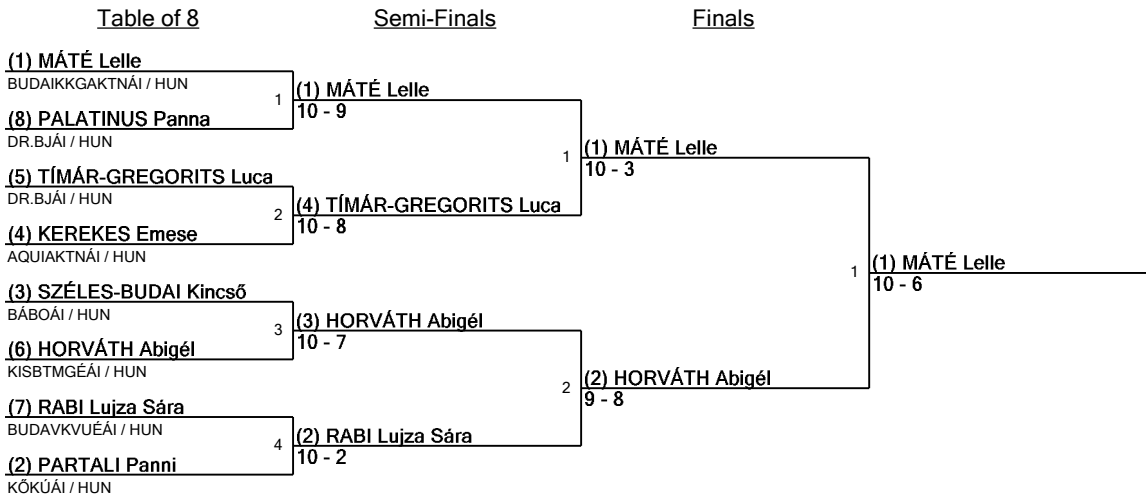 Table of 8 Semi-Finals Finals
(1) MÁTÉ Lelle
BUDAIKKGAKTNÁI / HUN
1
(1) MÁTÉ Lelle
10 - 9
(8) PALATINUS Panna
DR.BJÁI / HUN
1
(1) MÁTÉ Lelle
10 - 3
(5) TÍMÁR-GREGORITS Luca
DR.BJÁI / HUN
2
(4) TÍMÁR-GREGORITS Luca
10 - 8
(4) KEREKES Emese
AQUIAKTNÁI / HUN
1
(1) MÁTÉ Lelle
10 - 6
(3) SZÉLES-BUDAI Kincső
BÁBOÁI / HUN
3
(3) HORVÁTH Abigél
10 - 7
(6) HORVÁTH Abigél
KISBTMGÉÁI / HUN
2
(2) HORVÁTH Abigél
9 - 8
(7) RABI Lujza Sára
BUDAVKVUÉÁI / HUN
4
(2) RABI Lujza Sára
10 - 2
(2) PARTALI Panni
KŐKÚÁI / HUN